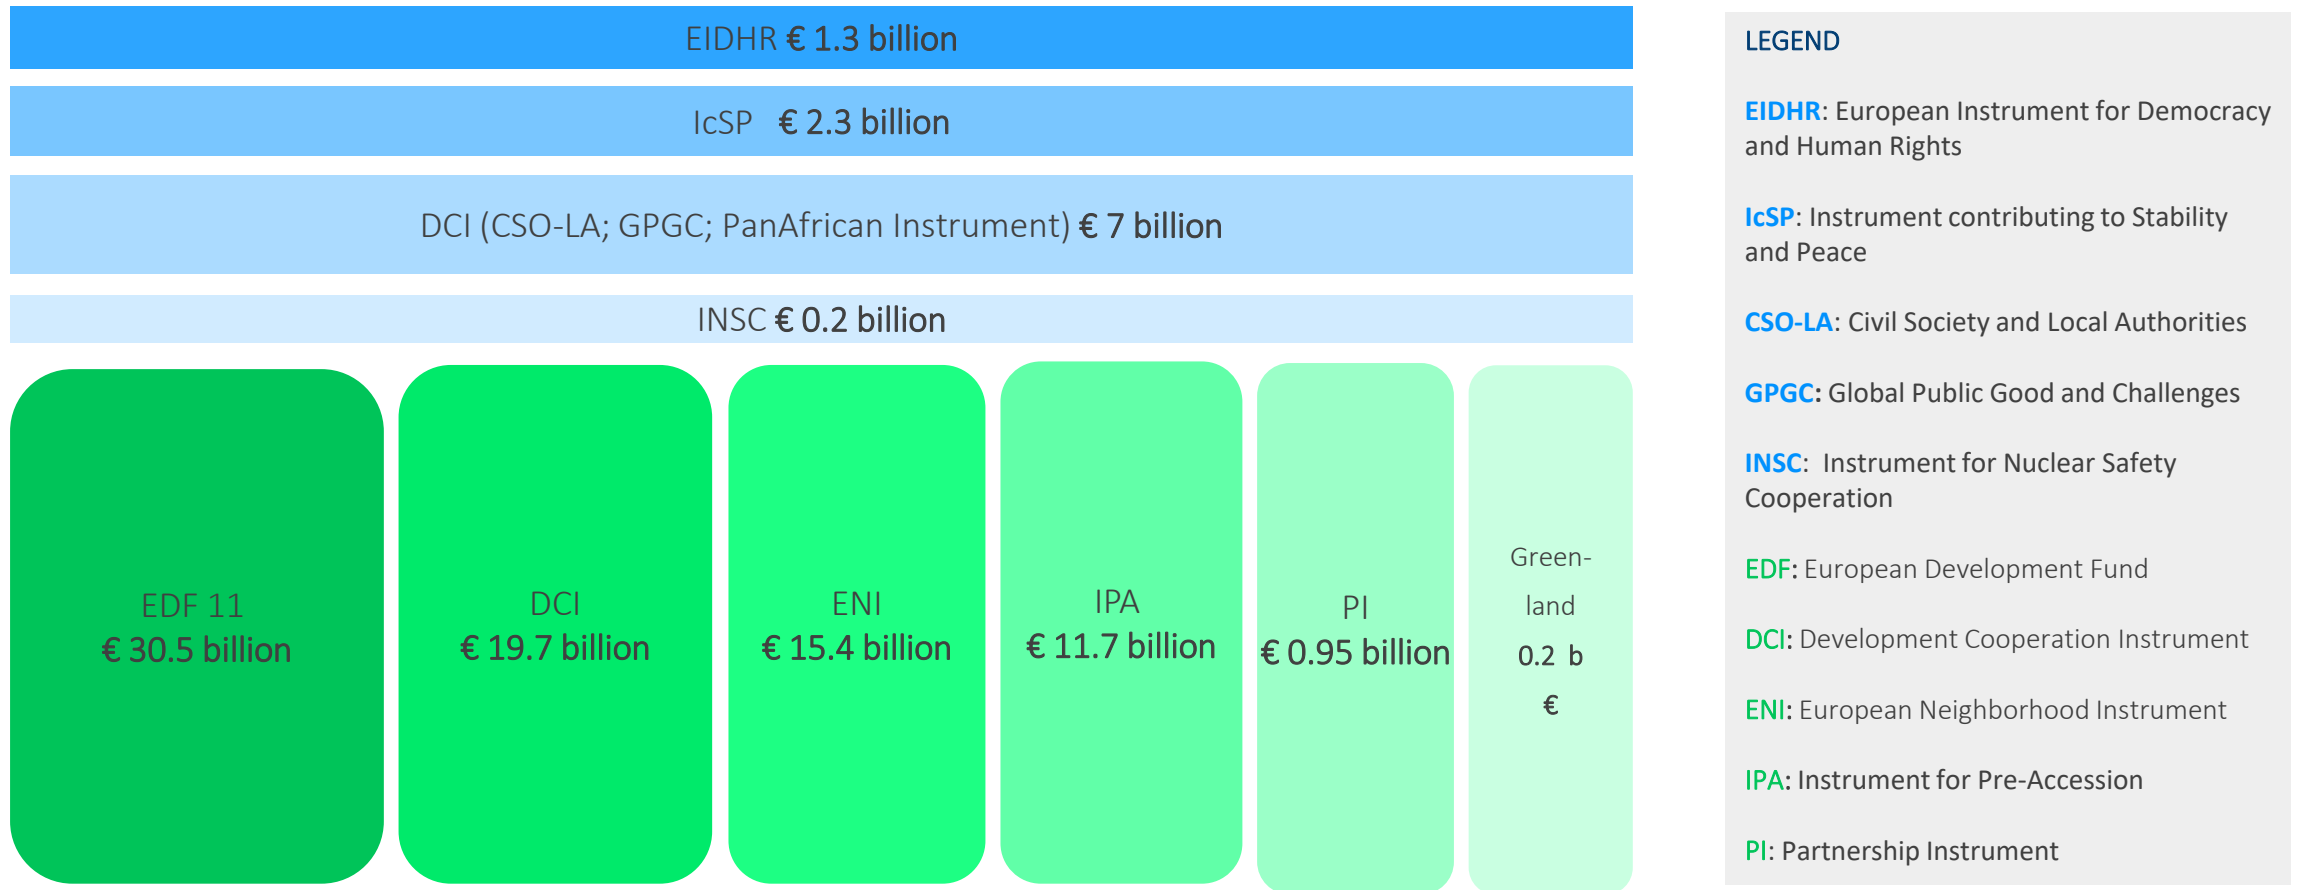 EIDHR € 1.3 billion
IcSP € 2.3 billion
DCI (CSO-LA; GPGC; PanAfrican Instrument) € 7 billion
INSC € 0.2 billion
EDF 11
€ 30.5 billion
DCI
€ 19.7 billion
ENI
€ 15.4 billion
IPA
€ 11.7 billion
PI
€ 0.95 billion
Green-
land
0.2 b
€
LEGEND
EIDHR: European Instrument for Democracy
and Human Rights
IcSP: Instrument contributing to Stability
and Peace
CSO-LA: Civil Society and Local Authorities
GPGC: Global Public Good and Challenges
INSC: Instrument for Nuclear Safety
Cooperation
EDF: European Development Fund
DCI: Development Cooperation Instrument
ENI: European Neighborhood Instrument
IPA: Instrument for Pre-Accession
PI: Partnership Instrument